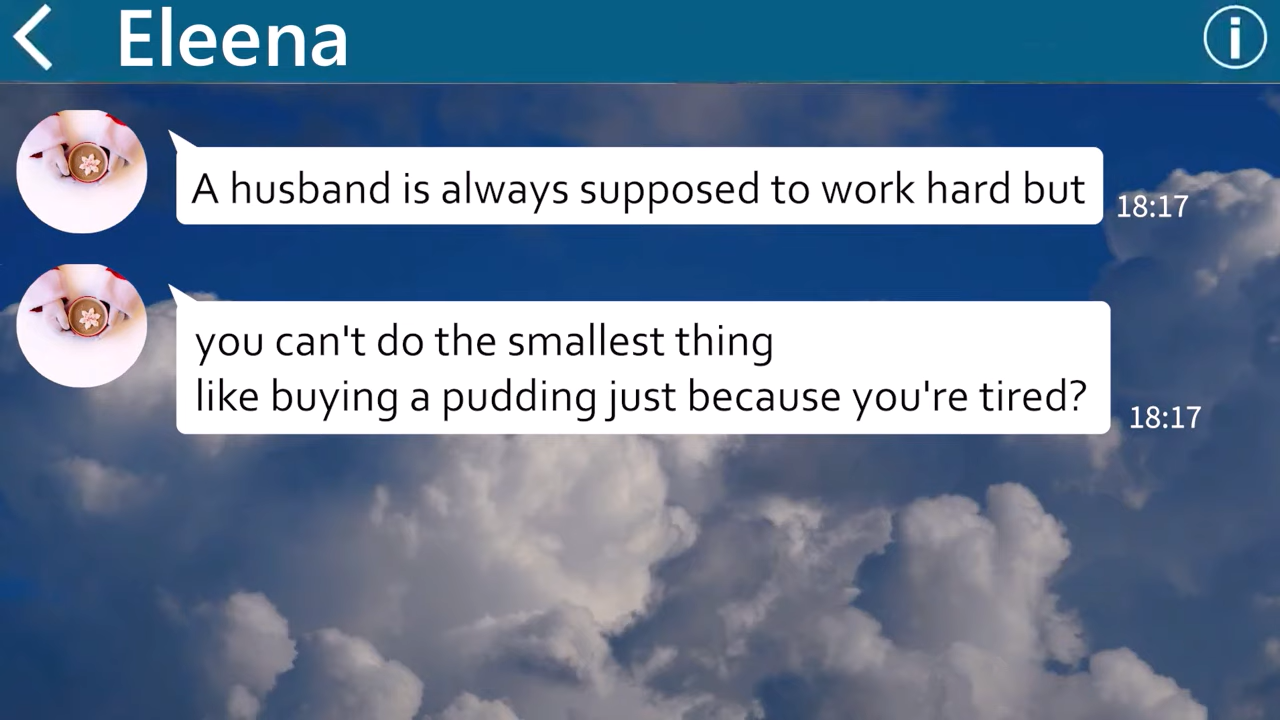 Eleena
A husband is always supposed to work hard but
18:17
you can't do the smallest thing
like buying a pudding just because you're tired?
18:17